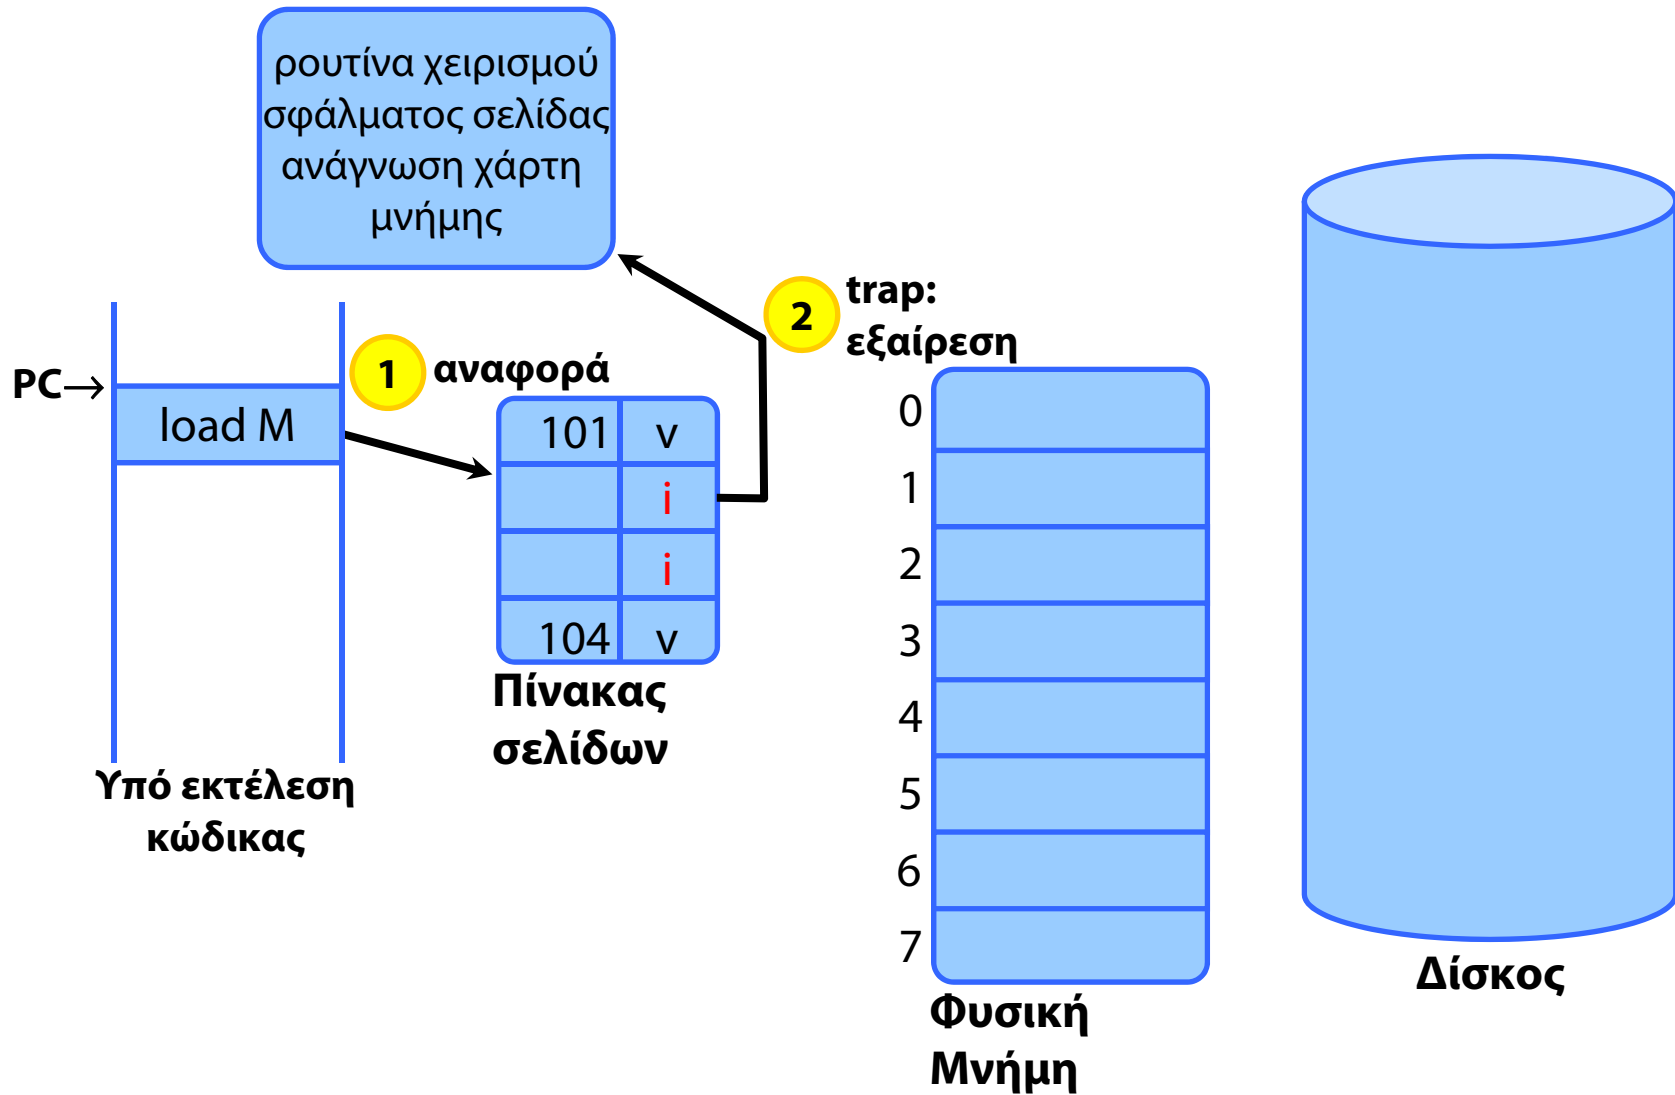 ρουτίνα χειρισμού
σφάλματος σελίδας
ανάγνωση χάρτη
μνήμης
2
trap:
εξαίρεση
1
αναφορά
PC→
load M
101 v
i
i
104 v
Πίνακας
σελίδων
Υπό εκτέλεση
κώδικας
0
1
2
3
4
5
6
7
Φυσική
Μνήμη
Δίσκος